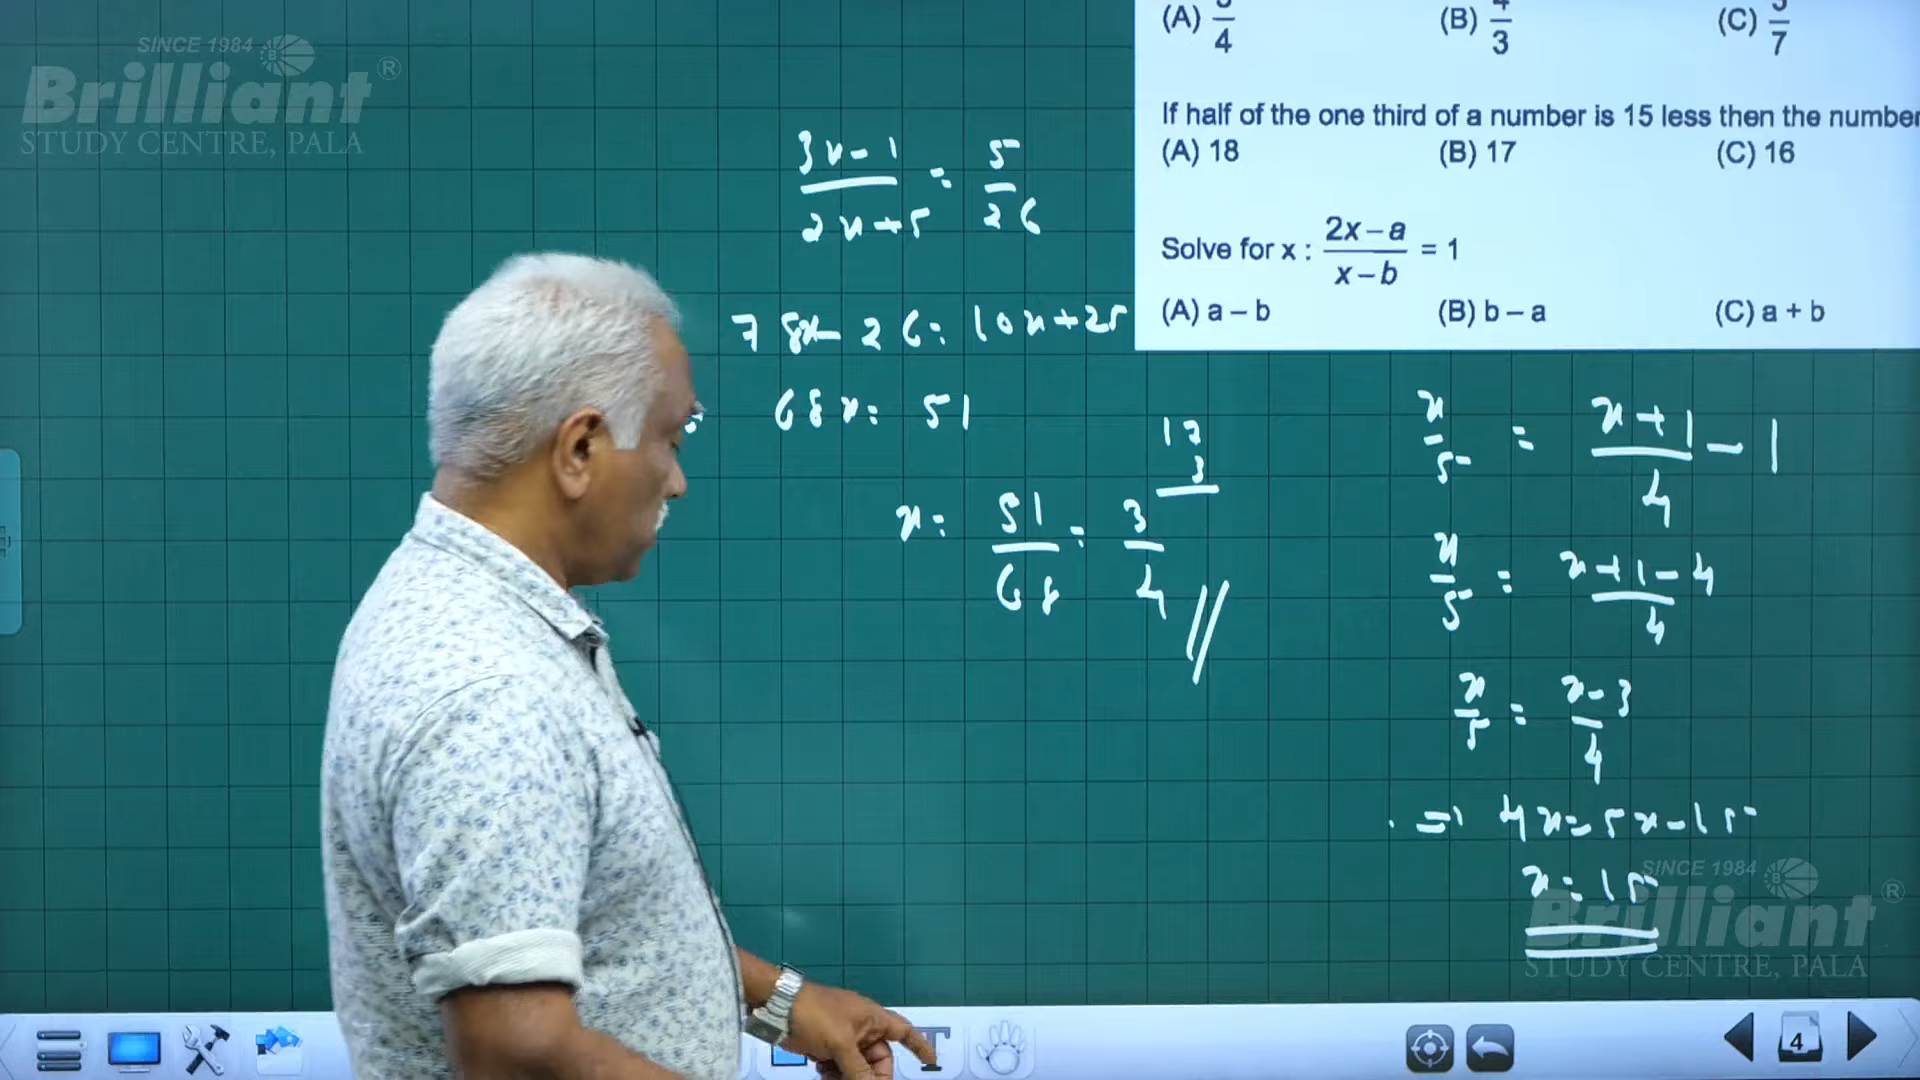 SINCE 1984
Brilliant®
STUDY CENTRE, PALA
(A) /4 (B) 4/3 (C) /7
If half of the one third of a number is 15 less then the number
(A) 18 (B) 17 (C) 16
Solve for x : (2x – a)/(x – b) = 1
(A) a – b (B) b – a (C) a + b
(3x – 1)/(2x + 5) = 5/26
78x – 26 = 10x + 25
68x = 51
17
3
x = 51/68 = 3/4 //
x/5 = (x + 1)/4 – 1
x/5 = (x + 1 – 4)/4
x/5 = (x – 3)/4
⇒ 4x = 5x – 15
x = 15
SINCE 1984
Brilliant®
STUDY CENTRE, PALA
T
4